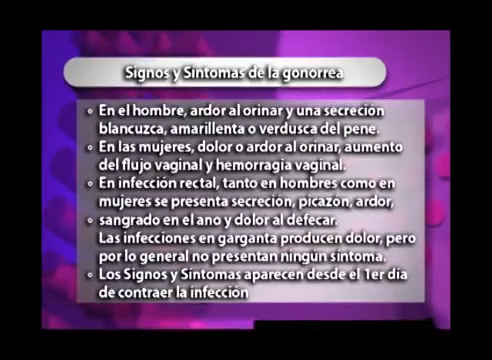 Signos y Sintomas de la gonorrea
En el hombre, ardor al orinar y una secreción
blancuzca, amarillenta o verdusca del pene.
En las mujeres, dolor o ardor al orinar, aumento
del flujo vaginal y hemorragia vaginal.
En infección rectal, tanto en hombres como en
mujeres se presenta secreción, picazón, ardor,
sangrado en el ano y dolor al defecar.
Las infecciones en garganta producen dolor, pero
por lo general no presentan ningún síntoma.
Los Signos y Sintomas aparecen desde el 1er día
de contraer la infección